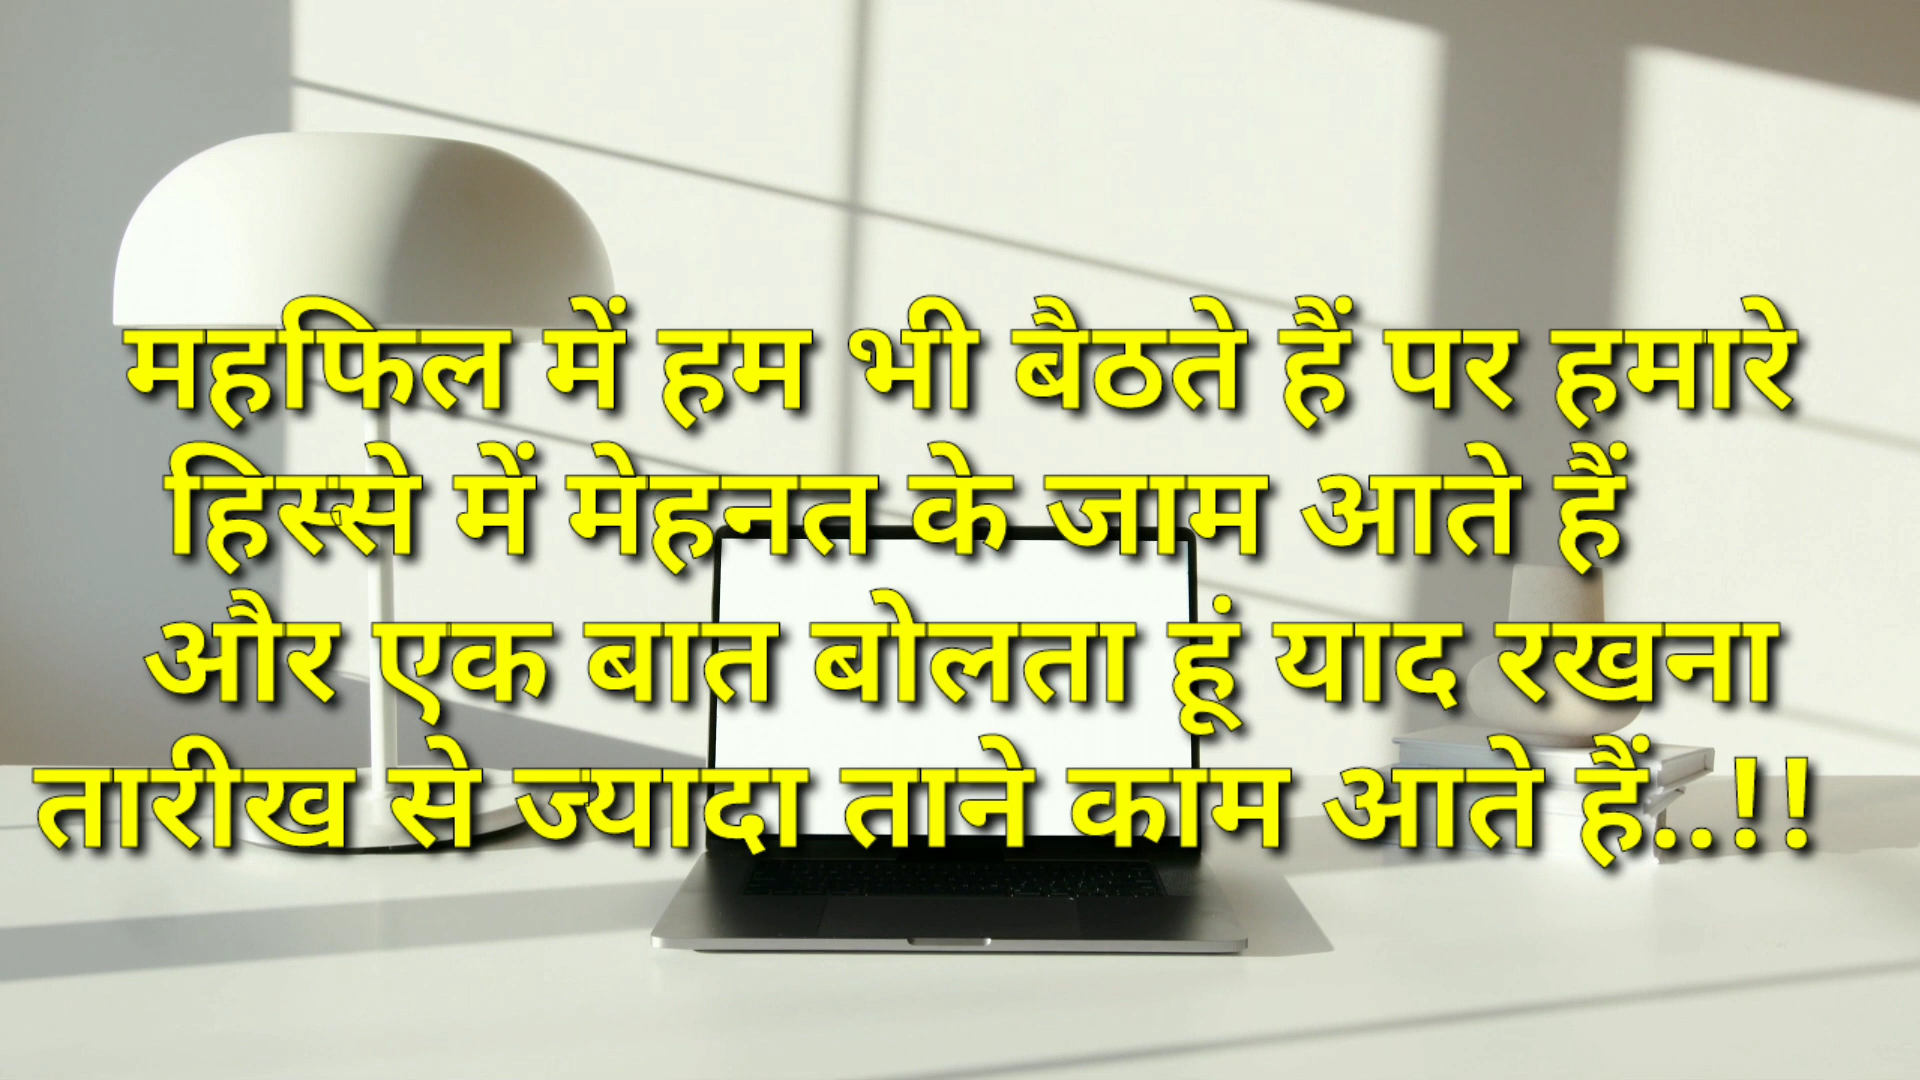 महफिल में हम भी बैठते हैं पर हमारे
हिस्से में मेहनत के जाम आते हैं
और एक बात बोलता हूं याद रखना
तारीख से ज्यादा ताने काम आते हैं..!!